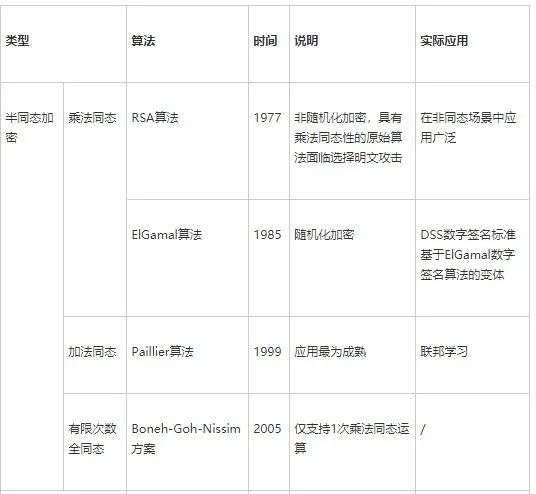 类型
算法
时间
说明
实际应用
半同态加
密
乘法同态
RSA算法
1977
非随机化加密，具有
乘法同态性的原始算
法面临选择明文攻击
在非同态场景中应
用广泛
ElGamal算法
1985
随机化加密
DSS数字签名标准
基于ElGamal数字
签名算法的变体
加法同态
Paillier算法
1999
应用最为成熟
联邦学习
有限次数
全同态
Boneh-Goh-Nissim
方案
2005
仅支持1次乘法同态运
算
/